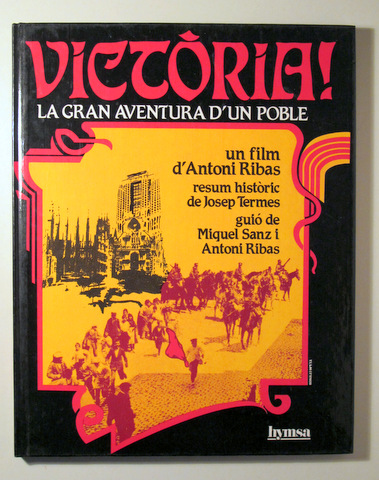 VICTÒRIA!
LA GRAN AVENTURA D'UN POBLE
un film
d'Antoni Ribas
resum històric
de Josep Termes
guió de
Miquel Sanz i
Antoni Ribas
hymsa